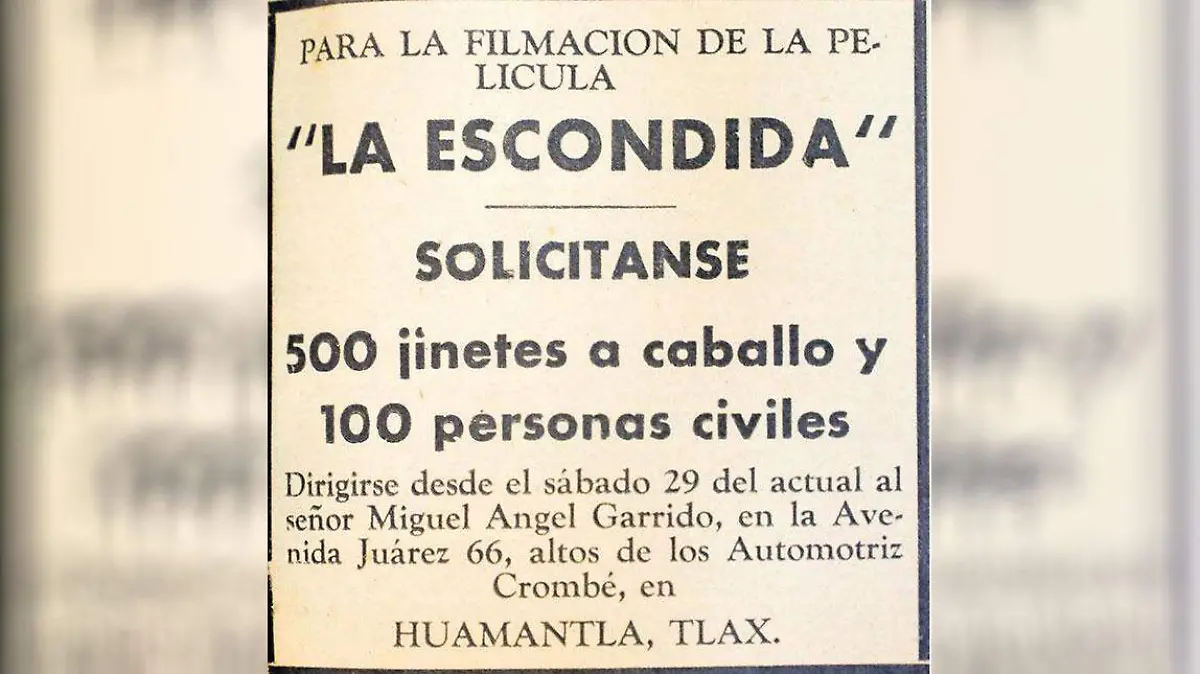 PARA LA FILMACION DE LA PE-
LICULA
"LA ESCONDIDA"
SOLICITANSE
500 jinetes a caballo y
100 personas civiles
Dirigirse desde el sábado 29 del actual al
señor Miguel Angel Garrido, en la Ave-
nida Juárez 66, altos de los Automotriz
Crombé, en
HUAMANTLA, TLAX.